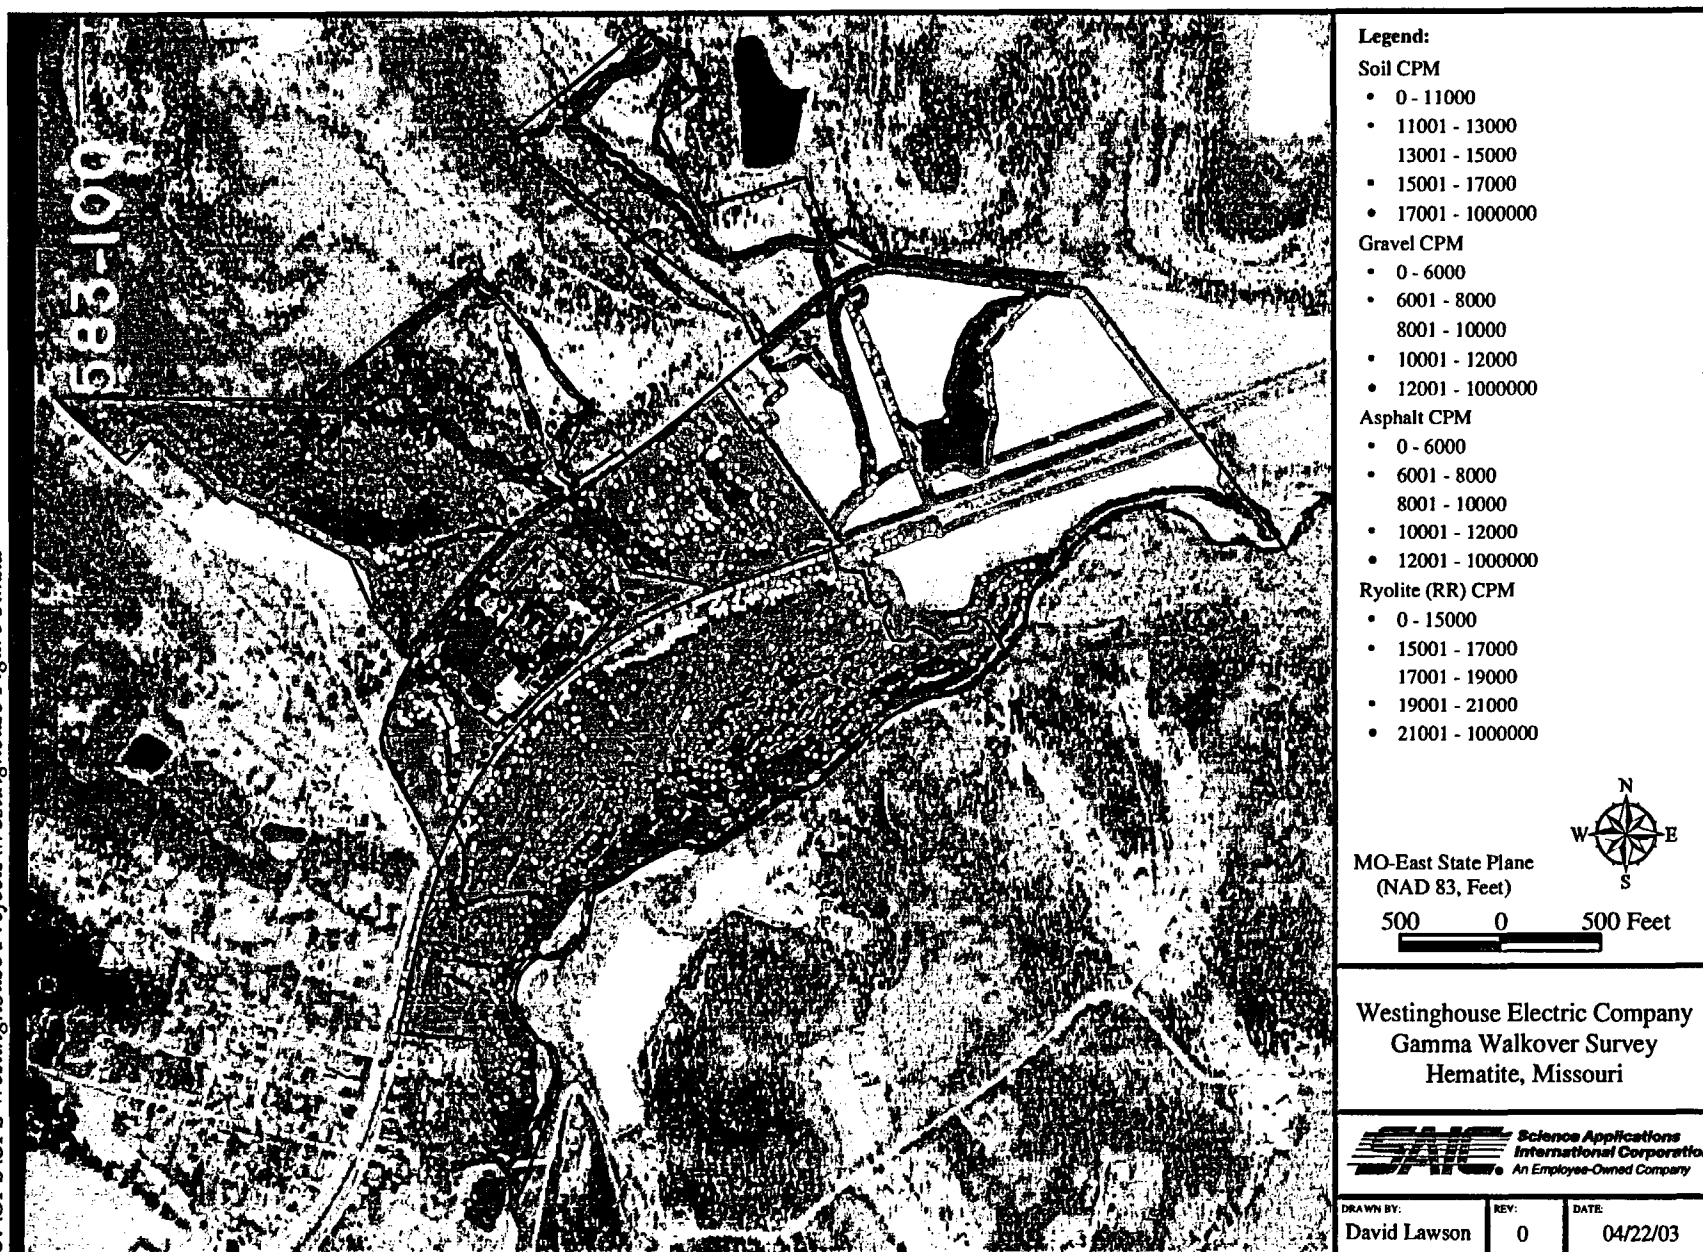 583-100
Legend:
Soil CPM
• 0 - 11000
• 11001 - 13000
13001 - 15000
• 15001 - 17000
• 17001 - 1000000
Gravel CPM
• 0 - 6000
• 6001 - 8000
8001 - 10000
• 10001 - 12000
• 12001 - 1000000
Asphalt CPM
• 0 - 6000
• 6001 - 8000
8001 - 10000
• 10001 - 12000
• 12001 - 1000000
Ryolite (RR) CPM
• 0 - 15000
• 15001 - 17000
17001 - 19000
• 19001 - 21000
• 21001 - 1000000
N
W E
S
MO-East State Plane
(NAD 83, Feet)
500 0 500 Feet
Westinghouse Electric Company
Gamma Walkover Survey
Hematite, Missouri
SAIC Science Applications
International Corporatio
An Employee-Owned Company
DRAWN BY: REV: DATE:
David Lawson 0 04/22/03